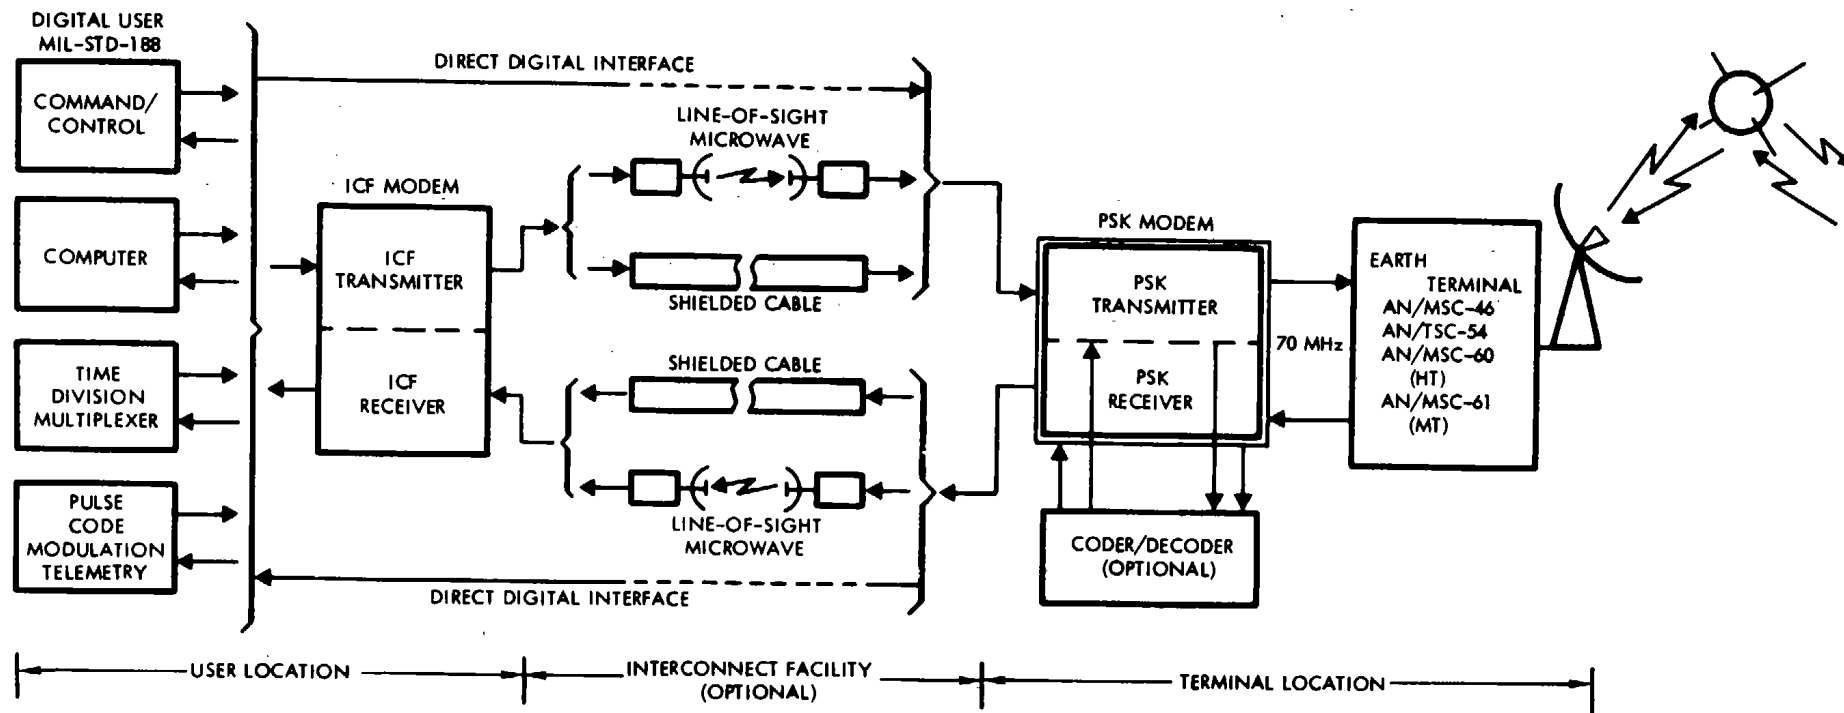 DIGITAL USER
MIL-STD-188
COMMAND/
CONTROL
COMPUTER
TIME
DIVISION
MULTIPLEXER
PULSE
CODE
MODULATION
TELEMETRY
DIRECT DIGITAL INTERFACE
LINE-OF-SIGHT
MICROWAVE
ICF MODEM
ICF
TRANSMITTER
ICF
RECEIVER
SHIELDED CABLE
SHIELDED CABLE
LINE-OF-SIGHT
MICROWAVE
DIRECT DIGITAL INTERFACE
PSK MODEM
PSK
TRANSMITTER
PSK
RECEIVER
70 MHz
CODER/DECODER
(OPTIONAL)
EARTH
TERMINAL
AN/MSC-46
AN/TSC-54
AN/MSC-60
(HT)
AN/MSC-61
(MT)
USER LOCATION
INTERCONNECT FACILITY
(OPTIONAL)
TERMINAL LOCATION